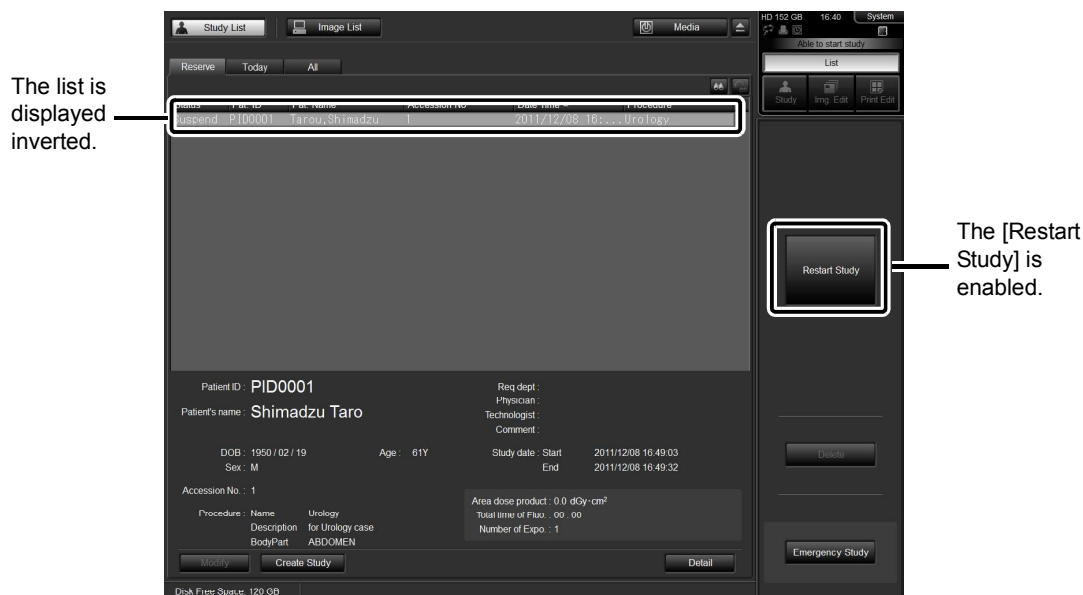 The list is
displayed
inverted.
Study List
Image List
Media
Reserve
Today
All
Status Pat. ID Pat. Name Accession No Date Time Procedure
Suspend PID0001 Tarou,Shimadzu 1 2011/12/08 16:...Urology
Patient ID : PID0001
Patient's name : Shimadzu Taro
DOB : 1950 / 02 / 19 Age : 61Y
Sex : M
Accession No. : 1
Procedure : Name Urology
Description for Urology case
BodyPart ABDOMEN
Req dept :
Physician :
Technologist :
Comment :
Study date : Start 2011/12/08 16:49:03
End 2011/12/08 16:49:32
Area dose product : 0.0 dGy·cm²
Total time of Fluo. : 00 . 00
Number of Expo. : 1
Modify
Create Study
Detail
Disk Free Space: 120 GB
HD 152 GB 16:40 System
Able to start study
List
Study
Img. Edit
Print Edit
Restart Study
Delete
Emergency Study
The [Restart
Study] is
enabled.